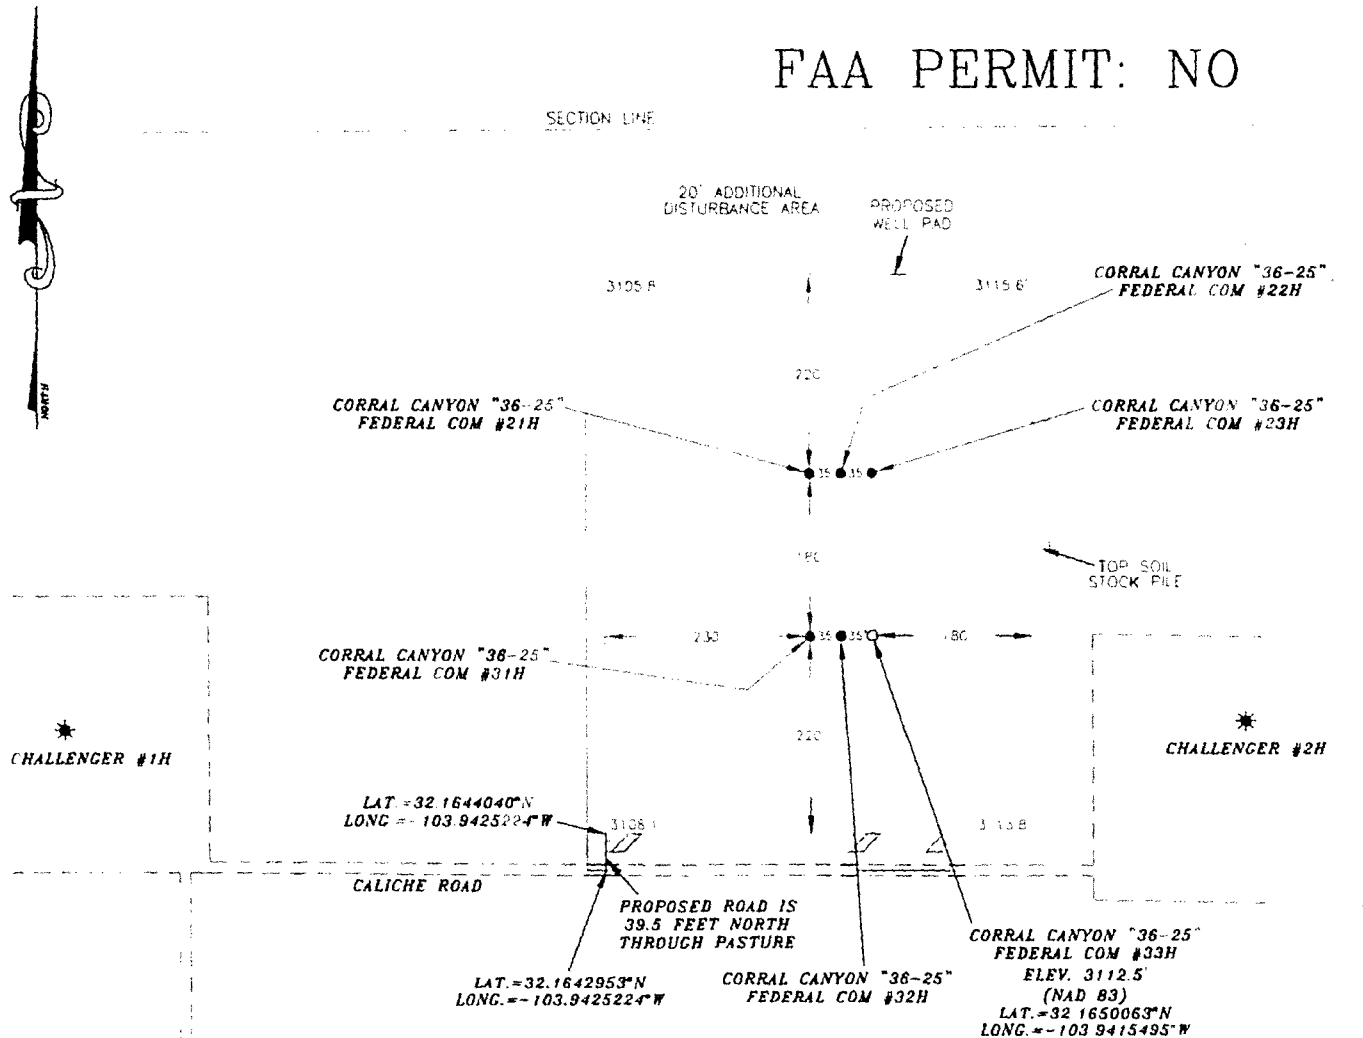 FAA PERMIT: NO
SECTION LINE
20' ADDITIONAL
DISTURBANCE AREA
PROPOSED
WELL PAD
3105.8
3115.6'
CORRAL CANYON "36-25"
FEDERAL COM #22H
NORTH
220
CORRAL CANYON "36-25"
FEDERAL COM #21H
CORRAL CANYON "36-25"
FEDERAL COM #23H
35 35
180
TOP SOIL
STOCK PILE
230 35 35' 180
CORRAL CANYON "36-25"
FEDERAL COM #31H
220
CHALLENGER #1H
CHALLENGER #2H
LAT.=32.1644040°N
LONG.=-103.9425224°W
3108.1
3113.8
CALICHE ROAD
PROPOSED ROAD IS
39.5 FEET NORTH
THROUGH PASTURE
LAT.=32.1642953°N
LONG.=-103.9425224°W
CORRAL CANYON "36-25"
FEDERAL COM #32H
CORRAL CANYON "36-25"
FEDERAL COM #33H
ELEV. 3112.5'
(NAD 83)
LAT.=32.1650063°N
LONG.=-103.9415495°W